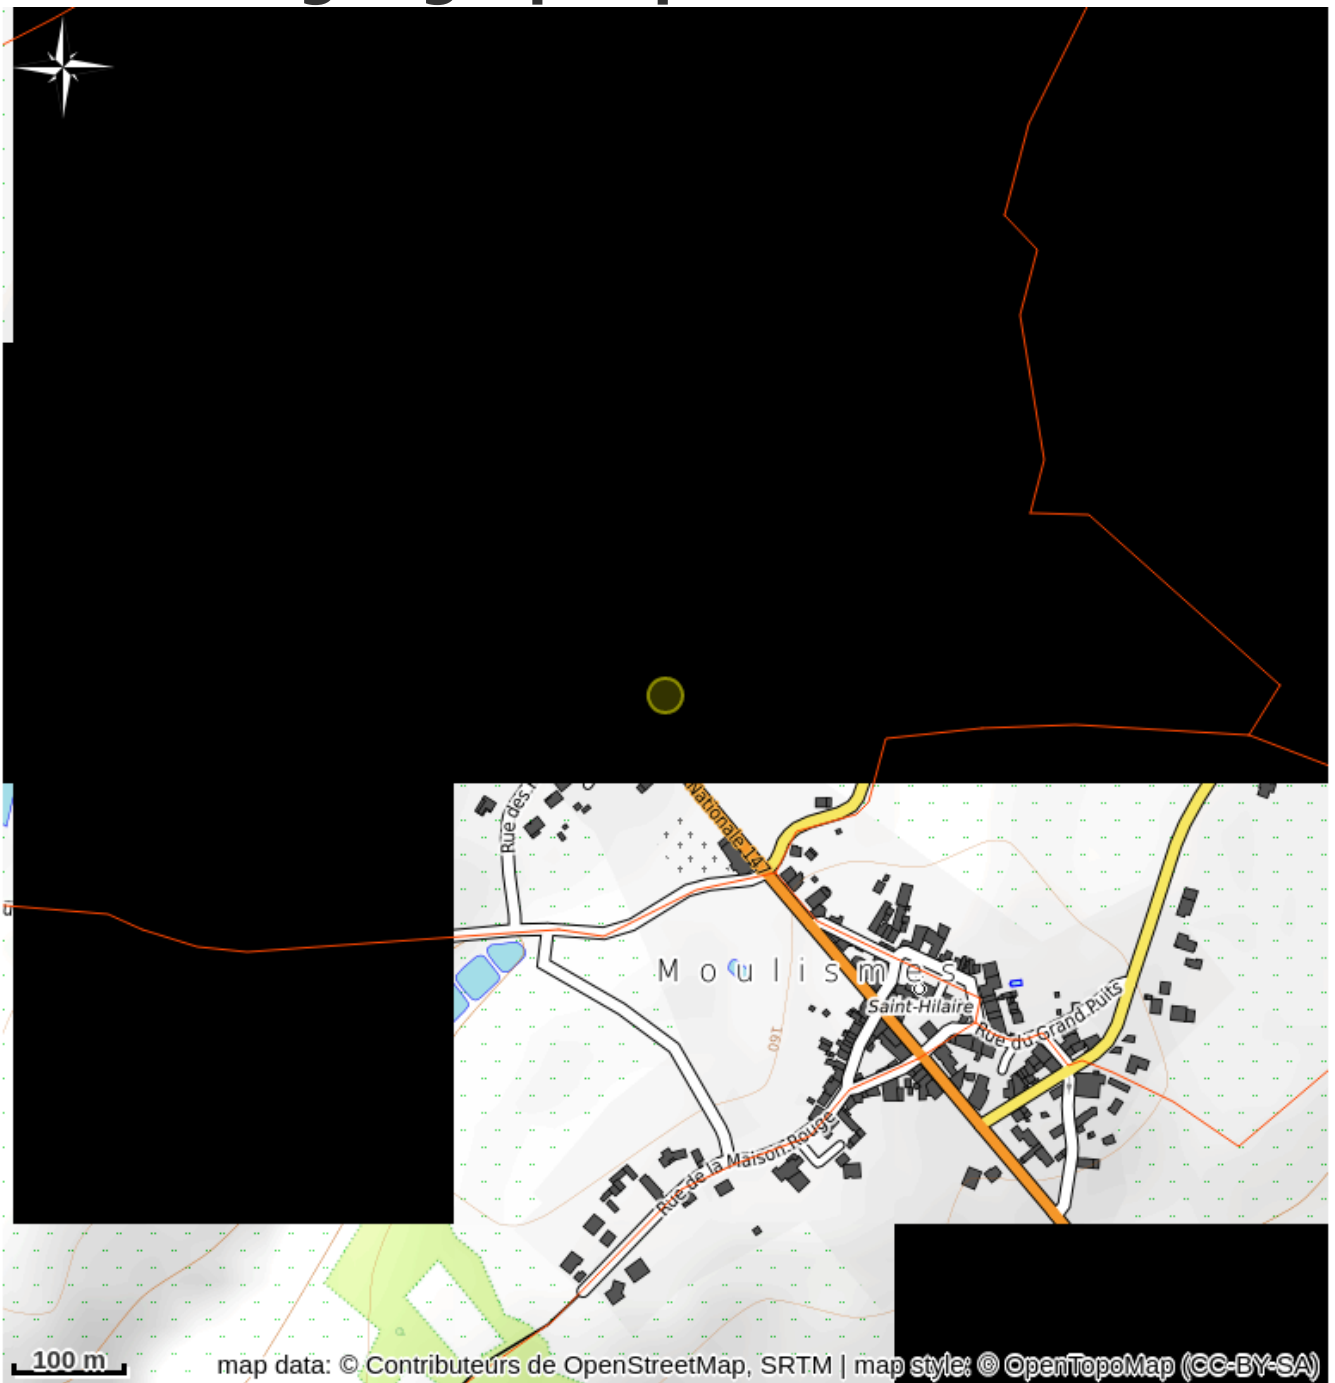 Rue des
Nationale 147
Moulismes
Saint-Hilaire
Rue du Grand Puits
160
Rue de la Maison Rouge
100 m
map data: © Contributeurs de OpenStreetMap, SRTM | map style: © OpenTopoMap (CC-BY-SA)